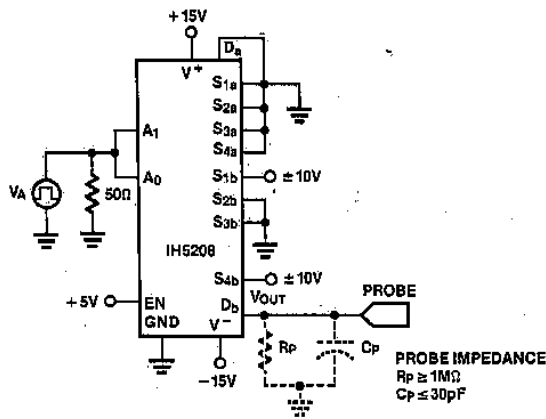 +15V
Da
V+
S1a
S2a
S3a
S4a
A1
A0
VA
50Ω
S1b
±10V
S2b
S3b
IH5208
S4b
±10V
+5V
EN
GND
V-
Db
VOUT
PROBE
-15V
Rp
Cp
PROBE IMPEDANCE
Rp ≥ 1MΩ
Cp ≤ 30pF